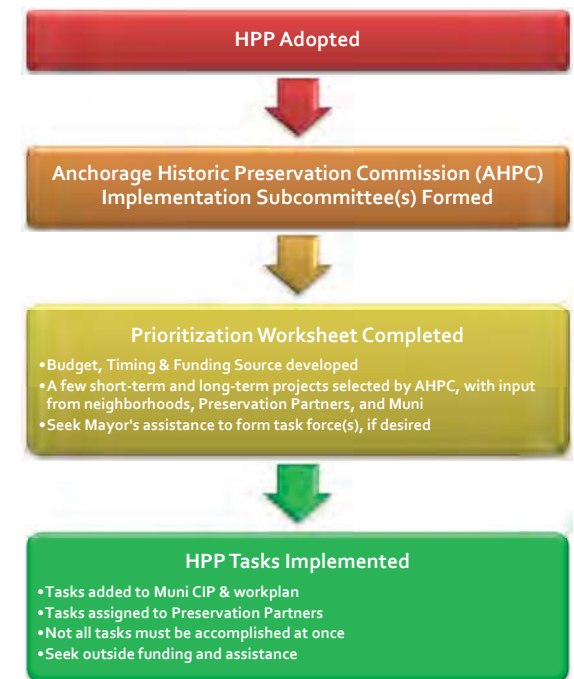 HPP Adopted
Anchorage Historic Preservation Commission (AHPC)
Implementation Subcommittee(s) Formed
Prioritization Worksheet Completed
•Budget, Timing & Funding Source developed
•A few short-term and long-term projects selected by AHPC, with input
from neighborhoods, Preservation Partners, and Muni
•Seek Mayor's assistance to form task force(s), if desired
HPP Tasks Implemented
•Tasks added to Muni CIP & workplan
•Tasks assigned to Preservation Partners
•Not all tasks must be accomplished at once
•Seek outside funding and assistance